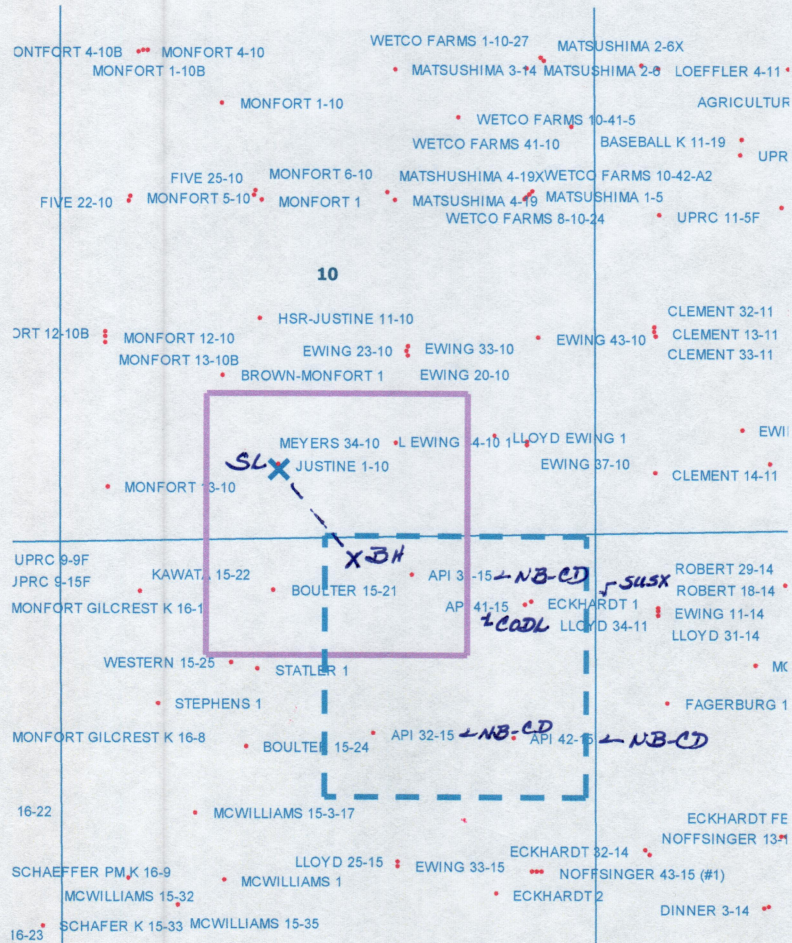 WETCO FARMS 1-10-27
MATSUSHIMA 2-6X
ONTFORT 4-10B
MONFORT 4-10
MONFORT 1-10B
MATSUSHIMA 3-14
MATSUSHIMA 2-6
LOEFFLER 4-11
MONFORT 1-10
AGRICULTUR
WETCO FARMS 10-41-5
WETCO FARMS 41-10
BASEBALL K 11-19
UPR
FIVE 25-10
MONFORT 6-10
MATSHUSHIMA 4-19X
WETCO FARMS 10-42-A2
FIVE 22-10
MONFORT 5-10
MONFORT 1
MATSUSHIMA 4-19
MATSUSHIMA 1-5
WETCO FARMS 8-10-24
UPRC 11-5F
10
HSR-JUSTINE 11-10
CLEMENT 32-11
ORT 12-10B
MONFORT 12-10
EWING 43-10
CLEMENT 13-11
MONFORT 13-10B
EWING 23-10
EWING 33-10
CLEMENT 33-11
BROWN-MONFORT 1
EWING 20-10
MEYERS 34-10
L EWING 4-10 1
LLOYD EWING 1
EWI
SL
JUSTINE 1-10
EWING 37-10
CLEMENT 14-11
MONFORT 13-10
BH
UPRC 9-9F
JPRC 9-15F
KAWATA 15-22
BOULTER 15-21
API 31-15
NB-CD
SUSX
ROBERT 29-14
ROBERT 18-14
MONFORT GILCREST K 16-1
API 41-15
ECKHARDT 1
EWING 11-14
CODL
LLOYD 34-11
LLOYD 31-14
WESTERN 15-25
STATLER 1
MC
STEPHENS 1
FAGERBURG 1
MONFORT GILCREST K 16-8
BOULTER 15-24
API 32-15
NB-CD
API 42-15
NB-CD
16-22
MCWILLIAMS 15-3-17
ECKHARDT FE
NOFFSINGER 13-1
SCHAEFFER PM K 16-9
LLOYD 25-15
EWING 33-15
ECKHARDT 32-14
MCWILLIAMS 1
NOFFSINGER 43-15 (#1)
MCWILLIAMS 15-32
ECKHARDT 2
DINNER 3-14
16-23
SCHAFER K 15-33
MCWILLIAMS 15-35